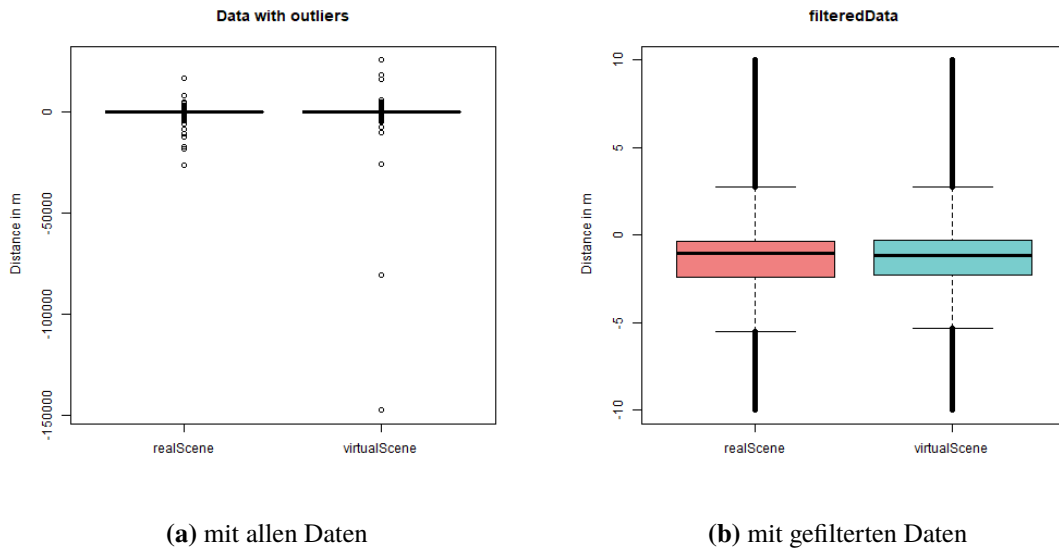 Data with outliers
Distance in m
0
-50000
-100000
-150000
realScene
virtualScene
(a) mit allen Daten
filteredData
Distance in m
10
5
0
-5
-10
realScene
virtualScene
(b) mit gefilterten Daten